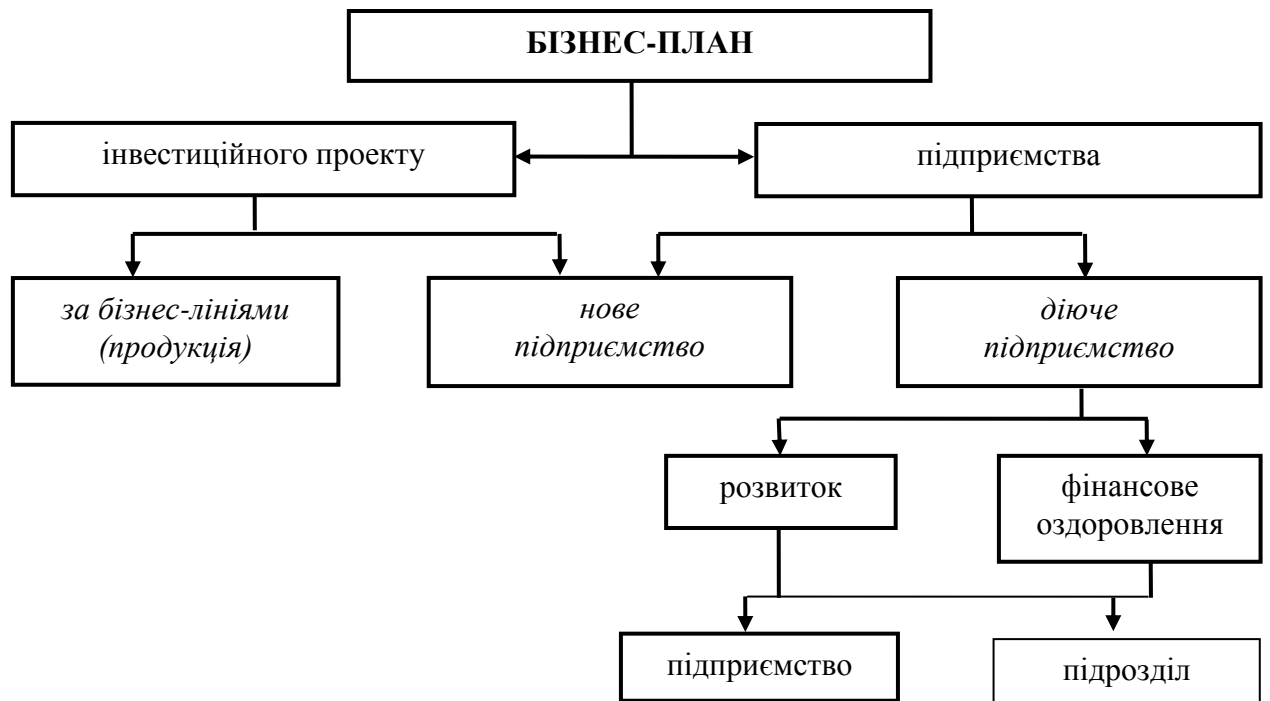 БІЗНЕС-ПЛАН
інвестиційного проекту
підприємства
за бізнес-лініями
(продукція)
нове
підприємство
діюче
підприємство
розвиток
фінансове
оздоровлення
підприємство
підрозділ